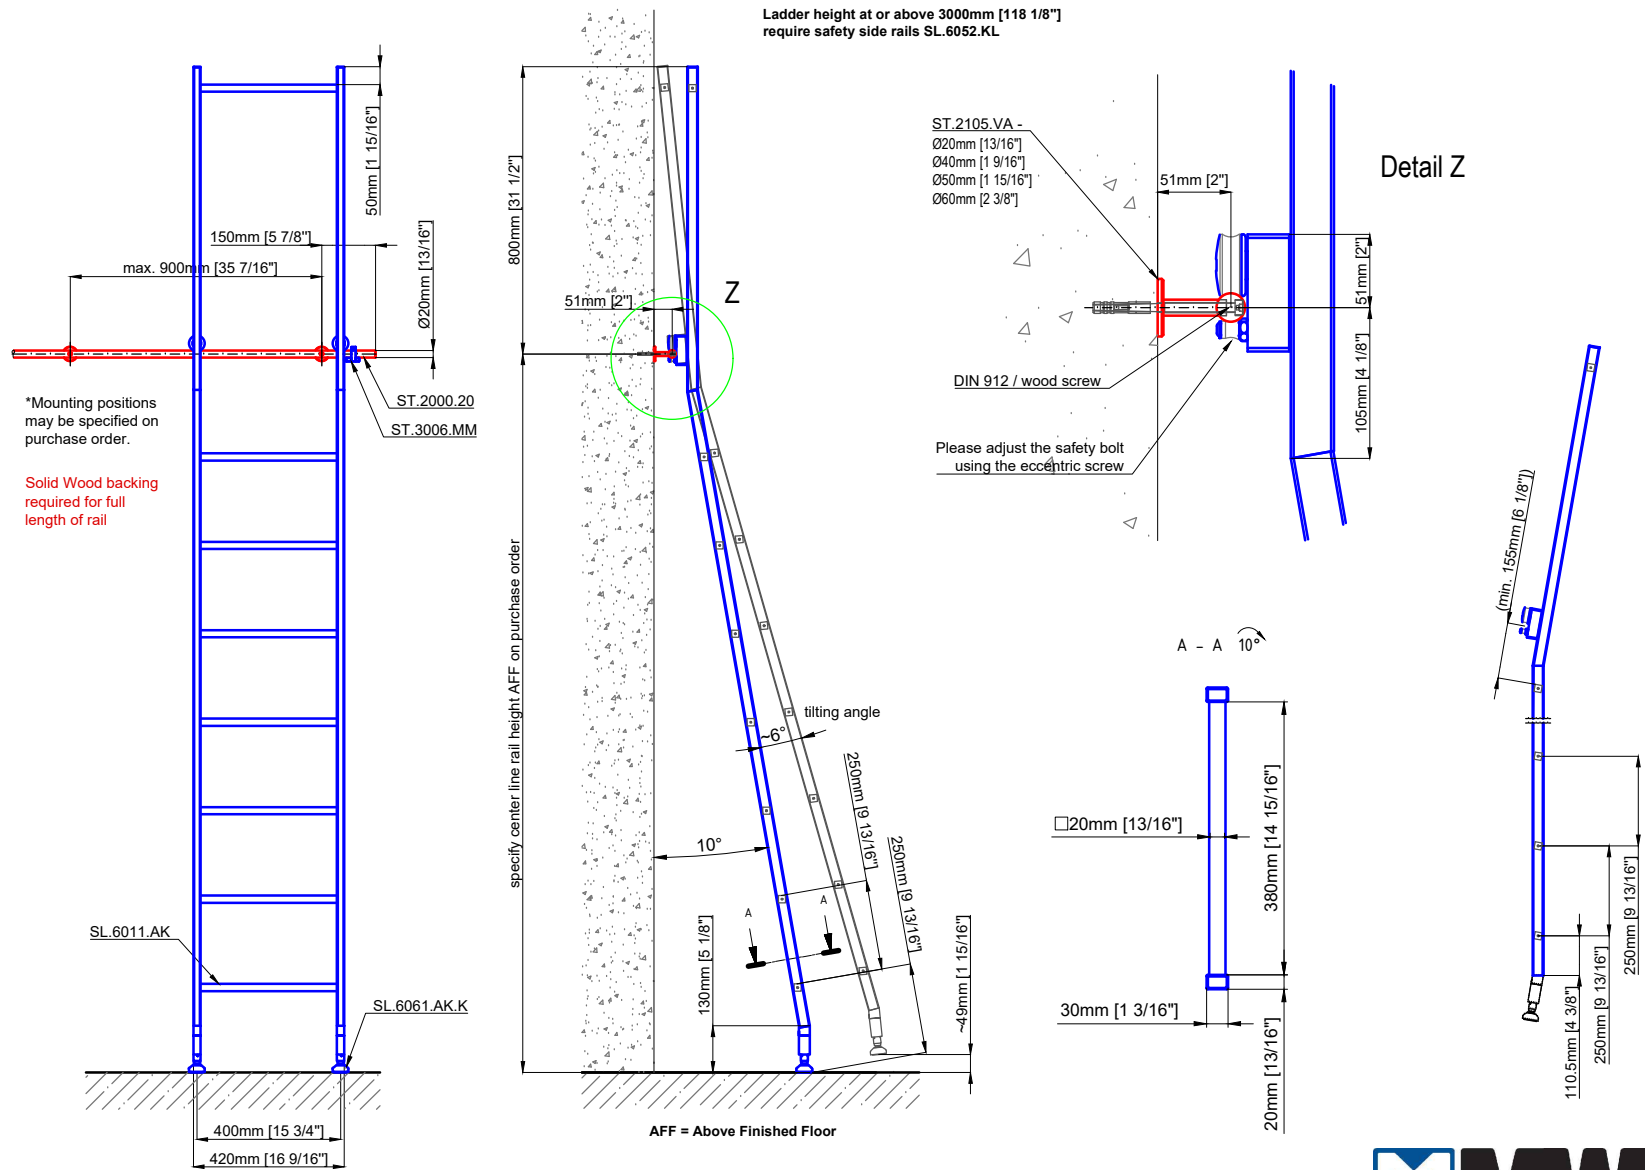 Ladder height at or above 3000mm [118 1/8"]
require safety side rails SL.6052.KL
50mm [1 15/16"]
150mm [5 7/8"]
max. 900mm [35 7/16"]
Ø20mm [13/16"]
ST.2000.20
ST.3006.MM
*Mounting positions
may be specified on
purchase order.
Solid Wood backing
required for full
length of rail
SL.6011.AK
SL.6061.AK.K
400mm [15 3/4"]
420mm [16 9/16"]
800mm [31 1/2"]
51mm [2"]
Z
specify center line rail height AFF on purchase order
tilting angle
~6°
10°
250mm [9 13/16"]
250mm [9 13/16"]
A
A
130mm [5 1/8"]
~49mm [1 15/16"]
AFF = Above Finished Floor
ST.2105.VA -
Ø20mm [13/16"]
Ø40mm [1 9/16"]
Ø50mm [1 15/16"]
Ø60mm [2 3/8"]
51mm [2"]
Detail Z
51mm [2"]
105mm [4 1/8"]
DIN 912 / wood screw
Please adjust the safety bolt
using the eccentric screw
A - A 10°
□20mm [13/16"]
380mm [14 15/16"]
30mm [1 3/16"]
20mm [13/16"]
(min. 155mm [6 1/8"])
250mm [9 13/16"]
250mm [9 13/16"]
110.5mm [4 3/8"]